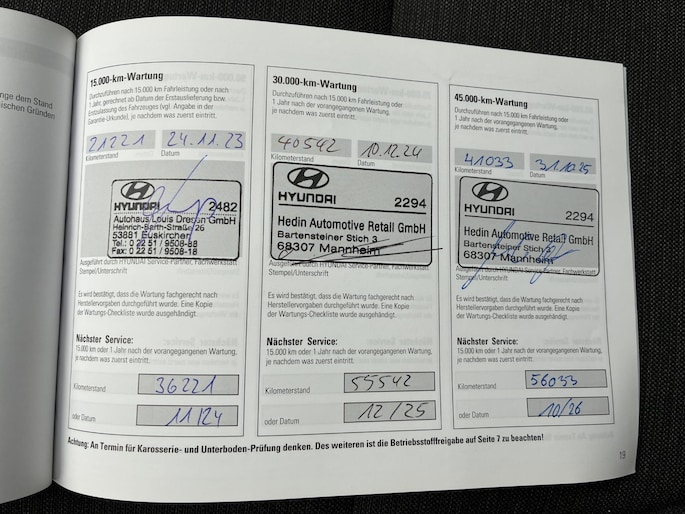 nge dem Stand
ischen Gründen
15.000-km-Wartung
Durchzuführen nach 15.000 km Fahrleistung oder nach
1 Jahr, gerechnet ab Datum der Erstauslieferung bzw.
Erstzulassung des Fahrzeuges (vgl. Angabe in der
Garantie-Urkunde), je nachdem was zuerst eintritt.
21221 24.11.23
Kilometerstand Datum
HYUNDAI 2482
Autohaus Louis Dresen GmbH
Heinrich-Barth-Straße 26
53881 Euskirchen
Tel.: 0 22 51 / 9508-88
Fax: 0 22 51 / 9508-18
Ausgeführt durch HYUNDAI Service-Partner, Fachwerkstatt
Stempel/Unterschrift
Es wird bestätigt, dass die Wartung fachgerecht nach
Herstellervorgaben durchgeführt wurde. Eine Kopie
der Wartungs-Checkliste wurde ausgehändigt.
Nächster Service:
15.000 km oder 1 Jahr nach der vorangegangenen Wartung,
je nachdem was zuerst eintritt.
Kilometerstand 36221
oder Datum 11/24
30.000-km-Wartung
Durchzuführen nach 15.000 km Fahrleistung oder
1 Jahr nach der vorangegangenen Wartung,
je nachdem was zuerst eintritt.
40542 10.12.24
Kilometerstand Datum
HYUNDAI 2294
Hedin Automotive Retail GmbH
Bartensteiner Stich 3
68307 Mannheim
Ausgeführt durch HYUNDAI Service-Partner, Fachwerkstatt
Stempel/Unterschrift
Es wird bestätigt, dass die Wartung fachgerecht nach
Herstellervorgaben durchgeführt wurde. Eine Kopie
der Wartungs-Checkliste wurde ausgehändigt.
Nächster Service:
15.000 km oder 1 Jahr nach der vorangegangenen Wartung,
je nachdem was zuerst eintritt.
Kilometerstand 55542
oder Datum 12/25
45.000-km-Wartung
Durchzuführen nach 15.000 km Fahrleistung oder
1 Jahr nach der vorangegangenen Wartung,
je nachdem was zuerst eintritt.
41033 31.10.25
Kilometerstand Datum
HYUNDAI 2294
Hedin Automotive Retail GmbH
Bartensteiner Stich 3
68307 Mannheim
Ausgeführt durch HYUNDAI Service-Partner, Fachwerkstatt
Stempel/Unterschrift
Es wird bestätigt, dass die Wartung fachgerecht nach
Herstellervorgaben durchgeführt wurde. Eine Kopie
der Wartungs-Checkliste wurde ausgehändigt.
Nächster Service:
15.000 km oder 1 Jahr nach der vorangegangenen Wartung,
je nachdem was zuerst eintritt.
Kilometerstand 56033
oder Datum 10/26
Achtung: An Termin für Karosserie- und Unterboden-Prüfung denken. Des weiteren ist die Betriebsstofffreigabe auf Seite 7 zu beachten!
19